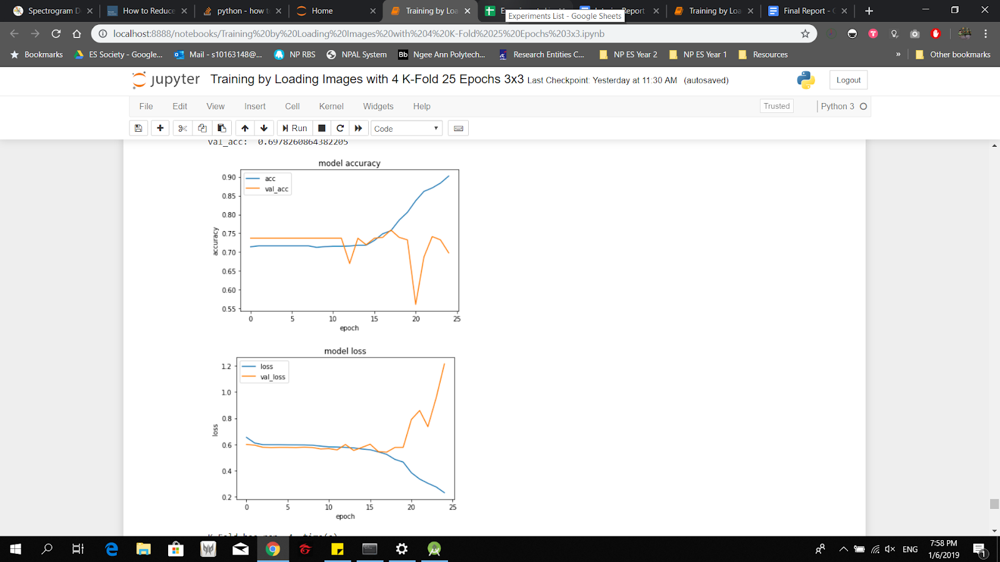 Spectrogram D
How to Reduce
python - how t
Home
Training by Loa
Report
Training by Loa
Final Report - G
Experiments List - Google Sheets
localhost:8888/notebooks/Training%20by%20Loading%20Images%20with%204%20K-Fold%2025%20Epochs%203x3.ipynb
Bookmarks
ES Society - Google...
Mail - s10163148@...
NP RBS
NPAL System
Bb
Ngee Ann Polytech...
Research Entities C...
NP ES Year 2
NP ES Year 1
Resources
»
Other bookmarks
jupyter
Training by Loading Images with 4 K-Fold 25 Epochs 3x3 Last Checkpoint: Yesterday at 11:30 AM (autosaved)
Logout
File
Edit
View
Insert
Cell
Kernel
Widgets
Help
Trusted
Python 3
Run
Code
val_acc: 0.6978260864382205
model accuracy
acc
val_acc
0.90
0.85
0.80
0.75
0.70
0.65
0.60
0.55
accuracy
0 5 10 15 20 25
epoch
model loss
loss
val_loss
1.2
1.0
0.8
0.6
0.4
0.2
loss
0 5 10 15 20 25
epoch
K-Fold has ran 4 time(s)
ENG
7:58 PM
1/6/2019
1